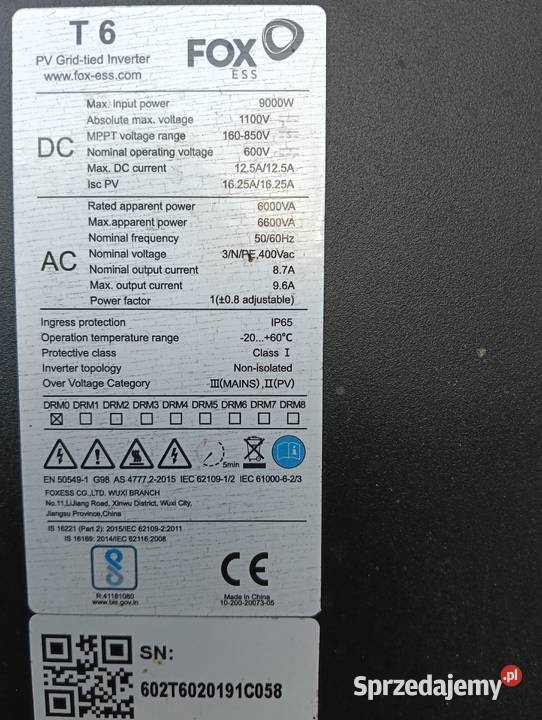 T 6
PV Grid-tied Inverter
www.fox-ess.com
FOX
ESS
DC
Max. input power 9000W
Absolute max. voltage 1100V
MPPT voltage range 160-850V
Nominal operating voltage 600V
Max. DC current 12.5A/12.5A
Isc PV 16.25A/16.25A
AC
Rated apparent power 6000VA
Max.apparent power 6600VA
Nominal frequency 50/60Hz
Nominal voltage 3/N/PE,400Vac
Nominal output current 8.7A
Max. output current 9.6A
Power factor 1(±0.8 adjustable)
Ingress protection IP65
Operation temperature range -20...+60°C
Protective class Class I
Inverter topology Non-isolated
Over Voltage Category III(MAINS),II(PV)
DRM0 DRM1 DRM2 DRM3 DRM4 DRM5 DRM6 DRM7 DRM8
5min
EN 50549-1 G98 AS 4777.2-2015 IEC 62109-1/2 IEC 61000-6-2/3
FOXESS CO.,LTD. WUXI BRANCH
No.11,LiJiang Road, Xinwu District, Wuxi City,
Jiangsu Province,China
IS 16221 (Part 2): 2015/IEC 62109-2:2011
IS 16169: 2014/IEC 62116:2008
R:41181080
www.bis.gov.in
CE
Made in China
10-200-20073-05
SN:
602T6020191C058
Sprzedajemy.pl